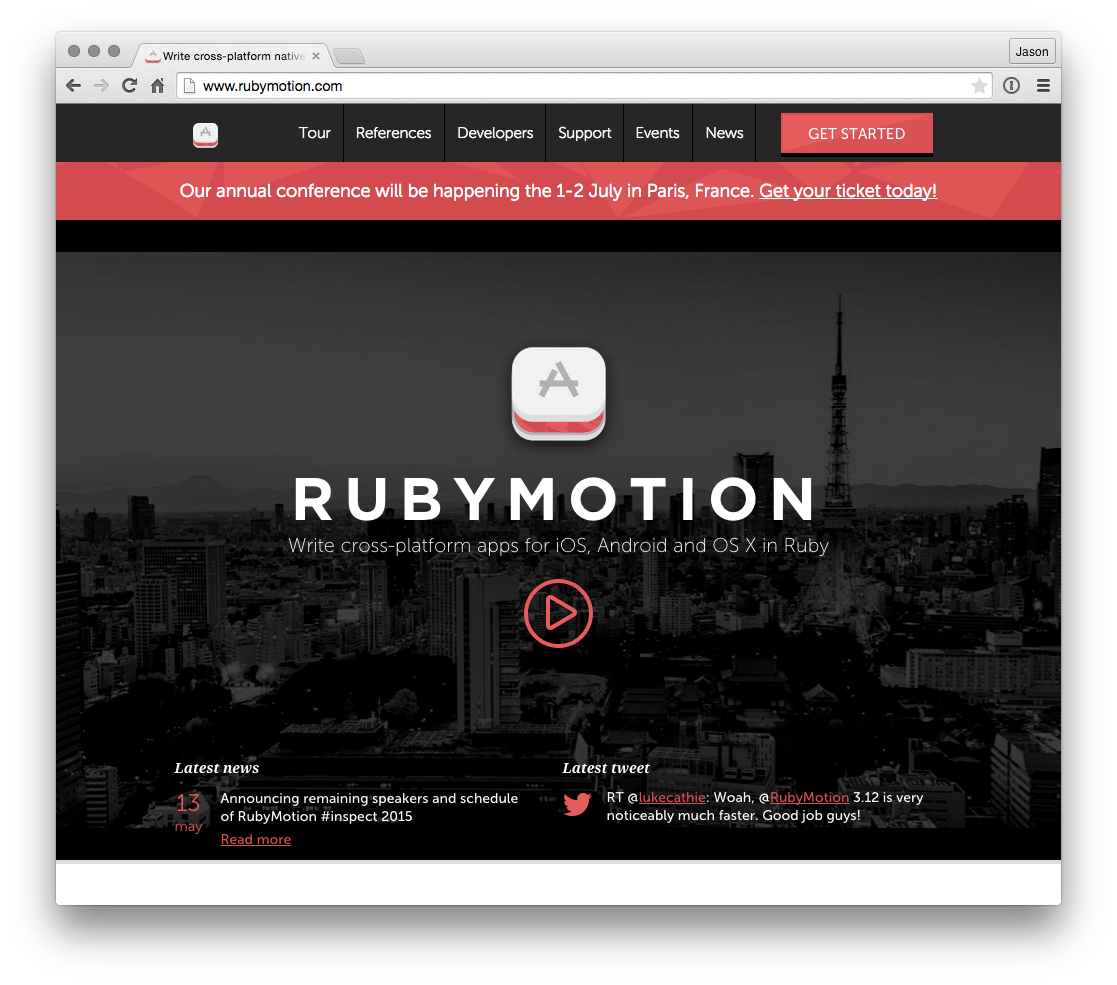 Write cross-platform native
Jason
www.rubymotion.com
Tour
References
Developers
Support
Events
News
GET STARTED
Our annual conference will be happening the 1-2 July in Paris, France. Get your ticket today!
RUBYMOTION
Write cross-platform apps for iOS, Android and OS X in Ruby
Latest news
13
may
Announcing remaining speakers and schedule
of RubyMotion #inspect 2015
Read more
Latest tweet
RT @lukecathie: Woah, @RubyMotion 3.12 is very
noticeably much faster. Good job guys!